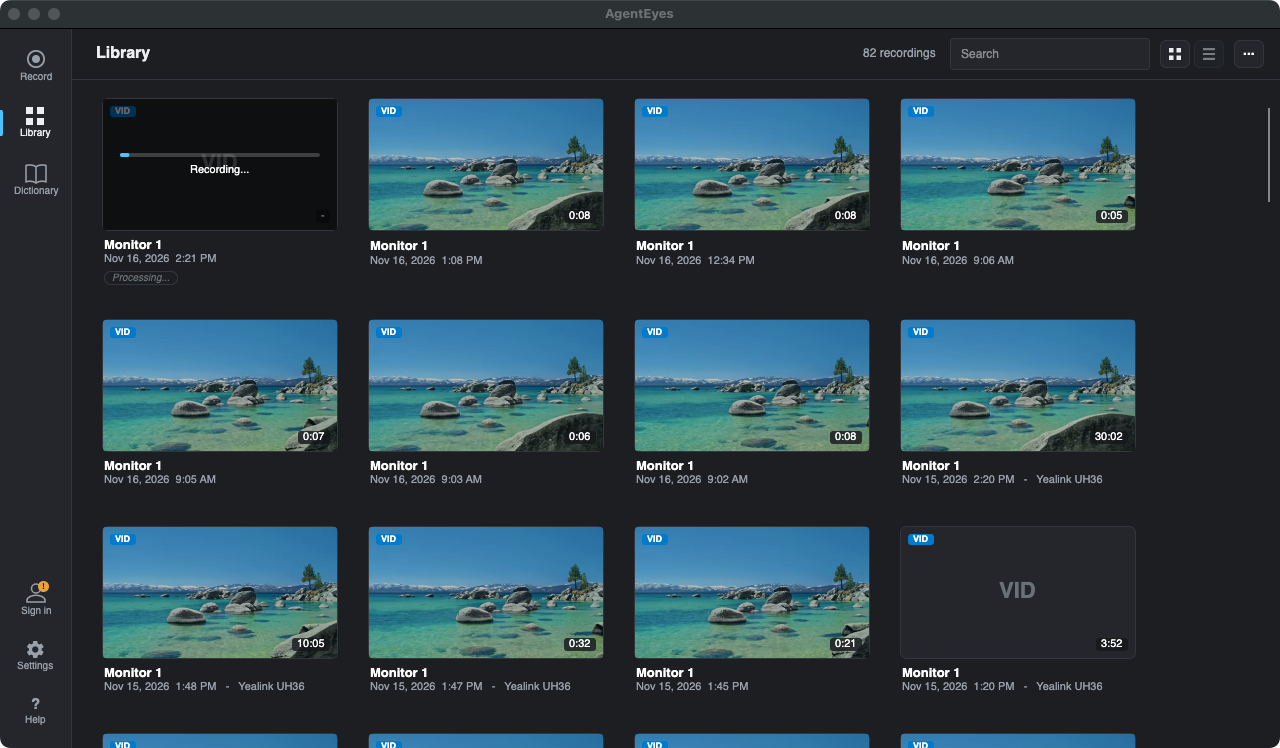 AgentEyes
Library
82 recordings
Search
Record
Library
Dictionary
VID
VID
Recording...
-
Monitor 1
Nov 16, 2026 2:21 PM
Processing...
VID
0:08
Monitor 1
Nov 16, 2026 1:08 PM
VID
0:08
Monitor 1
Nov 16, 2026 12:34 PM
VID
0:05
Monitor 1
Nov 16, 2026 9:06 AM
VID
0:07
Monitor 1
Nov 16, 2026 9:05 AM
VID
0:06
Monitor 1
Nov 16, 2026 9:03 AM
VID
0:08
Monitor 1
Nov 16, 2026 9:02 AM
VID
30:02
Monitor 1
Nov 15, 2026 2:20 PM - Yealink UH36
VID
10:05
Monitor 1
Nov 15, 2026 1:48 PM - Yealink UH36
VID
0:32
Monitor 1
Nov 15, 2026 1:47 PM - Yealink UH36
VID
0:21
Monitor 1
Nov 15, 2026 1:45 PM
VID
VID
3:52
Monitor 1
Nov 15, 2026 1:20 PM - Yealink UH36
VID
VID
VID
VID
!
Sign in
Settings
?
Help